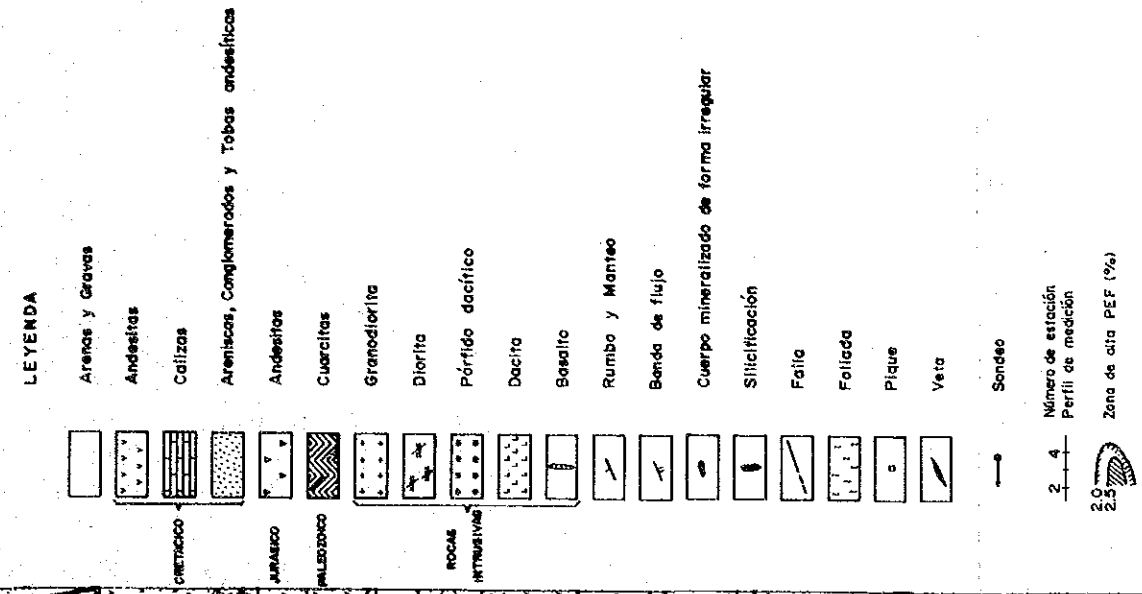 LEYENDA
Arenas y Gravas
CRETACICO
Andesitas
Calizas
Areniscas, Conglomerados y Tobas andesíticas
JURASICO
Andesitas
PALEOZOICO
Cuarcitas
ROCAS
INTRUSIVAS
Granodiorita
Diorita
Pórfido dacítico
Dacita
Basalto
Rumbo y Manteo
Banda de flujo
Cuerpo mineralizado de forma irregular
Silicificación
Falla
Foliada
Pique
Veta
Sondeo
2 4
Número de estación
Perfil de medición
2.0
2.5
Zona de alta PEF (%)